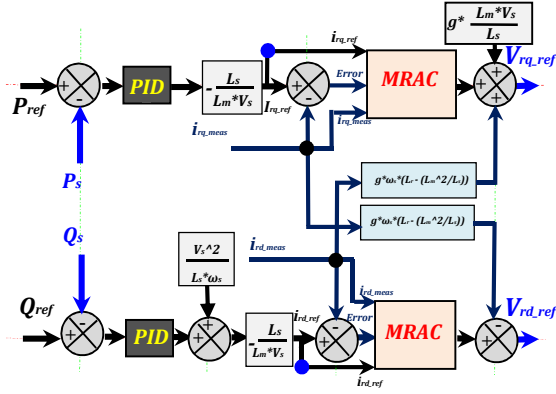 g* Lm*Vs / Ls
Vrq_ref
irq_ref
MRAC
+
+
+
Pref
+
-
PID
- Ls / Lm*Vs
Irq_ref
+
-
Error
irq_meas
irq_meas
Ps
g*ωs*(Lr - (Lm^2/Ls))
g*ωs*(Lr - (Lm^2/Ls))
Qs
Vs^2 / Ls*ωs
ird_meas
ird_meas
Qref
+
-
PID
+
+
- Ls / Lm*Vs
ird_ref
+
-
Error
MRAC
ird_ref
+
-
Vrd_ref